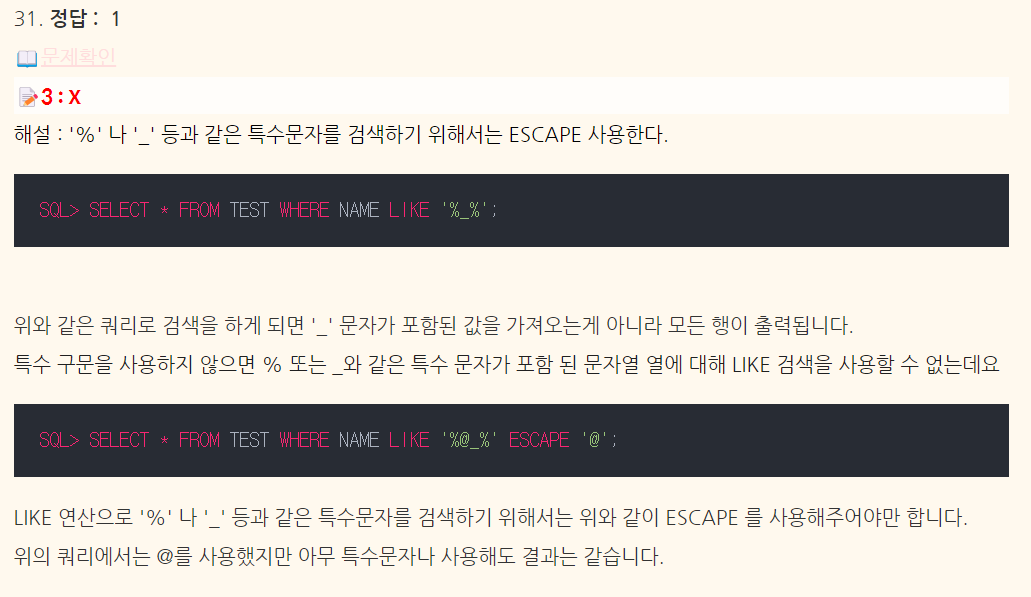 31. 정답 : 1
📖문제확인
📝3 : X
해설 : '%' 나 '_' 등과 같은 특수문자를 검색하기 위해서는 ESCAPE 사용한다.
SQL> SELECT * FROM TEST WHERE NAME LIKE '%_%';
위와 같은 쿼리로 검색을 하게 되면 '_' 문자가 포함된 값을 가져오는게 아니라 모든 행이 출력됩니다.
특수 구문을 사용하지 않으면 % 또는 _와 같은 특수 문자가 포함 된 문자열 열에 대해 LIKE 검색을 사용할 수 없는데요
SQL> SELECT * FROM TEST WHERE NAME LIKE '%@_%' ESCAPE '@';
LIKE 연산으로 '%' 나 '_' 등과 같은 특수문자를 검색하기 위해서는 위와 같이 ESCAPE 를 사용해주어야만 합니다.
위의 쿼리에서는 @를 사용했지만 아무 특수문자나 사용해도 결과는 같습니다.